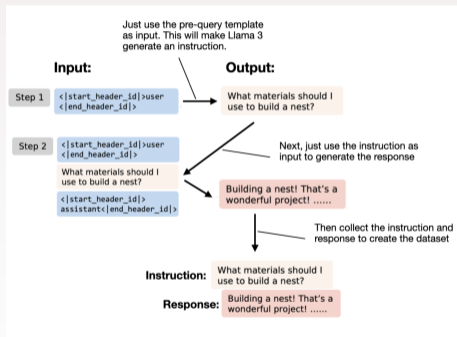 Just use the pre-query template
as input. This will make Llama 3
generate an instruction.
Input:
Output:
Step 1
<|start_header_id|>user
<|end_header_id|>
What materials should I
use to build a nest?
Step 2
<|start_header_id|>user
<|end_header_id|>
What materials should I
use to build a nest?
<|start_header_id|>
assistant<|end_header_id|>
Next, just use the instruction as
input to generate the response
Building a nest! That's a
wonderful project! ......
Then collect the instruction and
response to create the dataset
Instruction:
What materials should I
use to build a nest?
Response:
Building a nest! That's a
wonderful project! ......